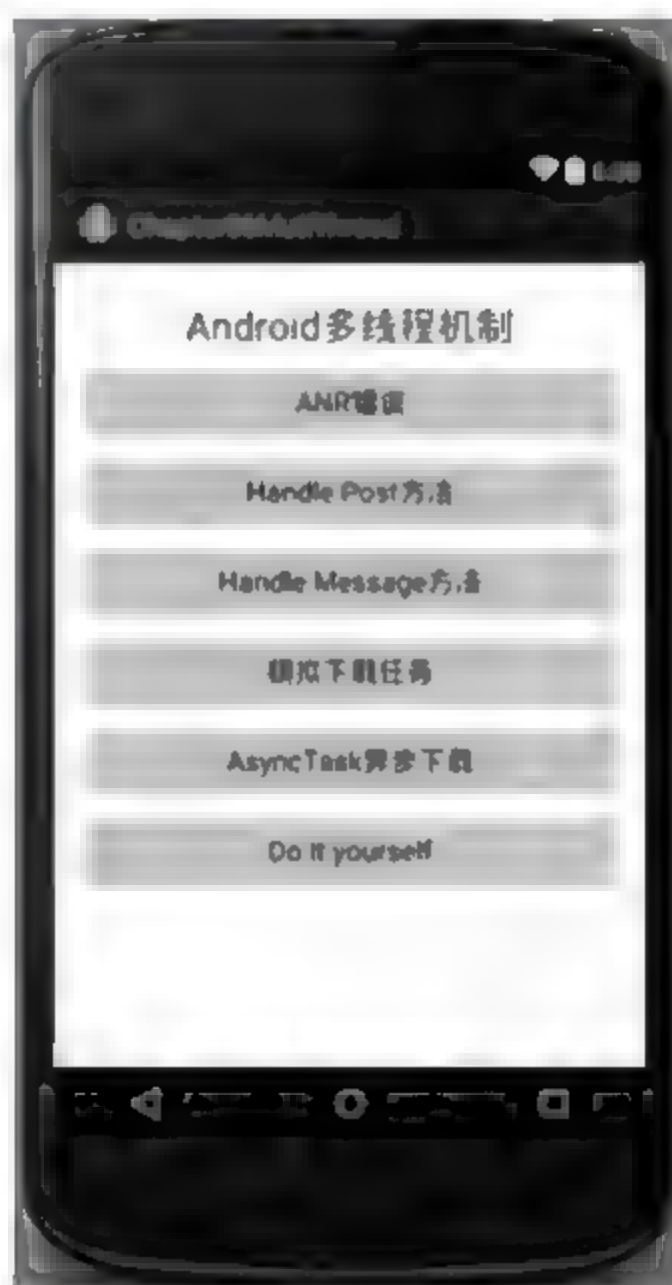 Android多线程机制
ANR错误
Handle Post方法
Handle Message方法
模拟下载任务
AsyncTask异步下载
Do it yourself